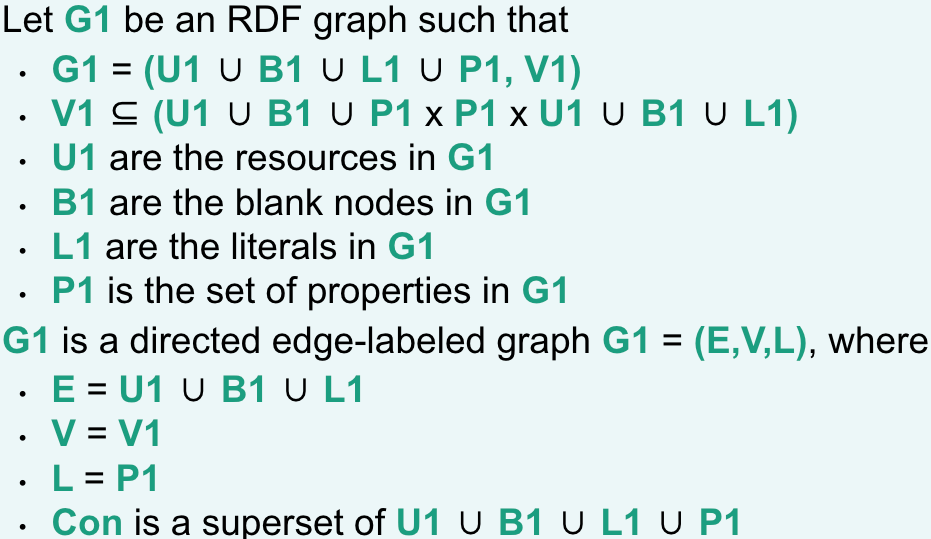 Let G1 be an RDF graph such that
• G1 = (U1 ∪ B1 ∪ L1 ∪ P1, V1)
• V1 ⊆ (U1 ∪ B1 ∪ P1 x P1 x U1 ∪ B1 ∪ L1)
• U1 are the resources in G1
• B1 are the blank nodes in G1
• L1 are the literals in G1
• P1 is the set of properties in G1
G1 is a directed edge-labeled graph G1 = (E,V,L), where
• E = U1 ∪ B1 ∪ L1
• V = V1
• L = P1
• Con is a superset of U1 ∪ B1 ∪ L1 ∪ P1